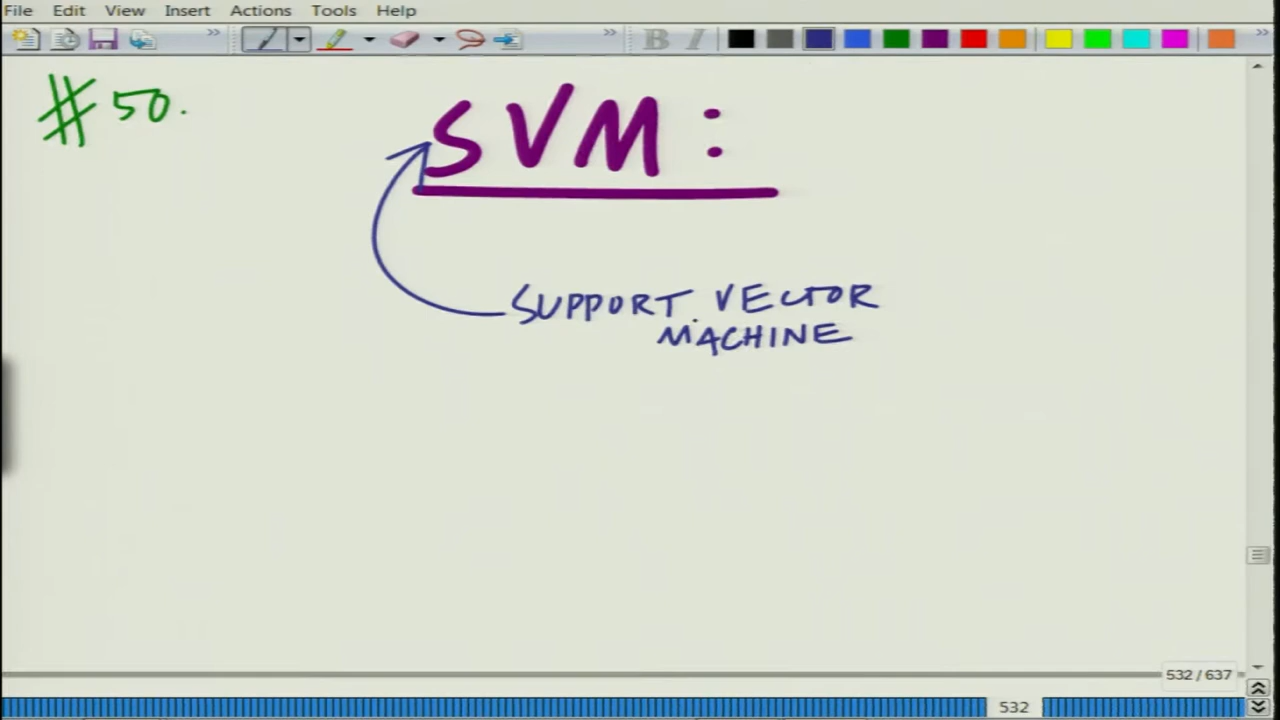 File Edit View Insert Actions Tools Help
B I
#50.
SVM:
SUPPORT VECTOR
MACHINE
532 / 637
532